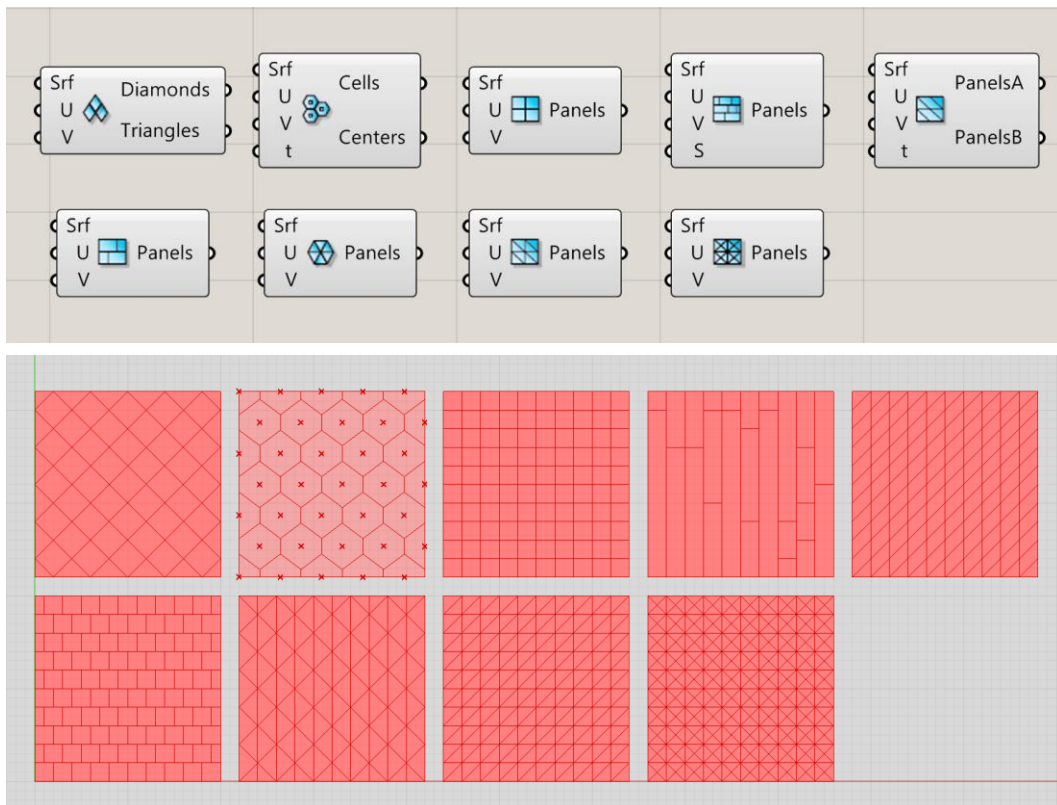 Srf
U
V
Diamonds
Triangles
Srf
U
V
t
Cells
Centers
Srf
U
V
Panels
Srf
U
V
S
Panels
Srf
U
V
t
PanelsA
PanelsB
Srf
U
V
Panels
Srf
U
V
Panels
Srf
U
V
Panels
Srf
U
V
Panels